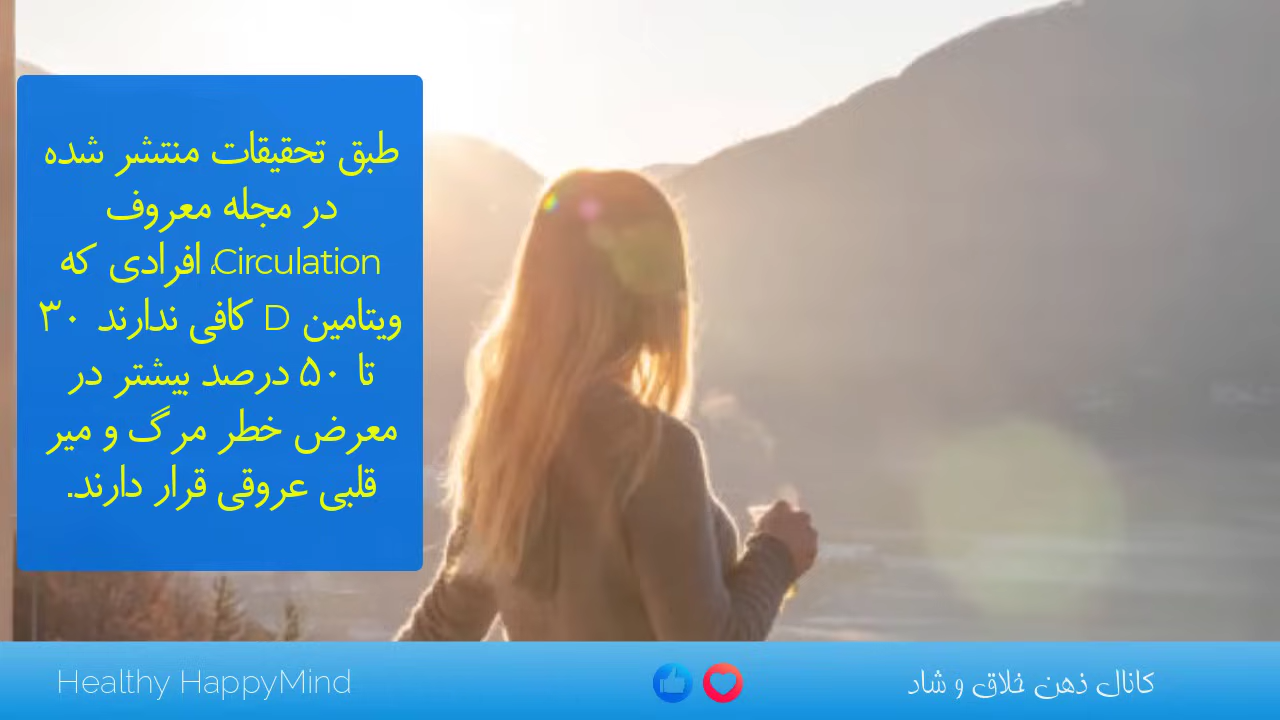 طبق تحقیقات منتشر شده
در مجله معروف
Circulation، افرادی که
ویتامین D کافی ندارند ۳۰
تا ۵۰ درصد بیشتر در
معرض خطر مرگ و میر
قلبی عروقی قرار دارند.
Healthy HappyMind
کانال ذهن خلاق و شاد